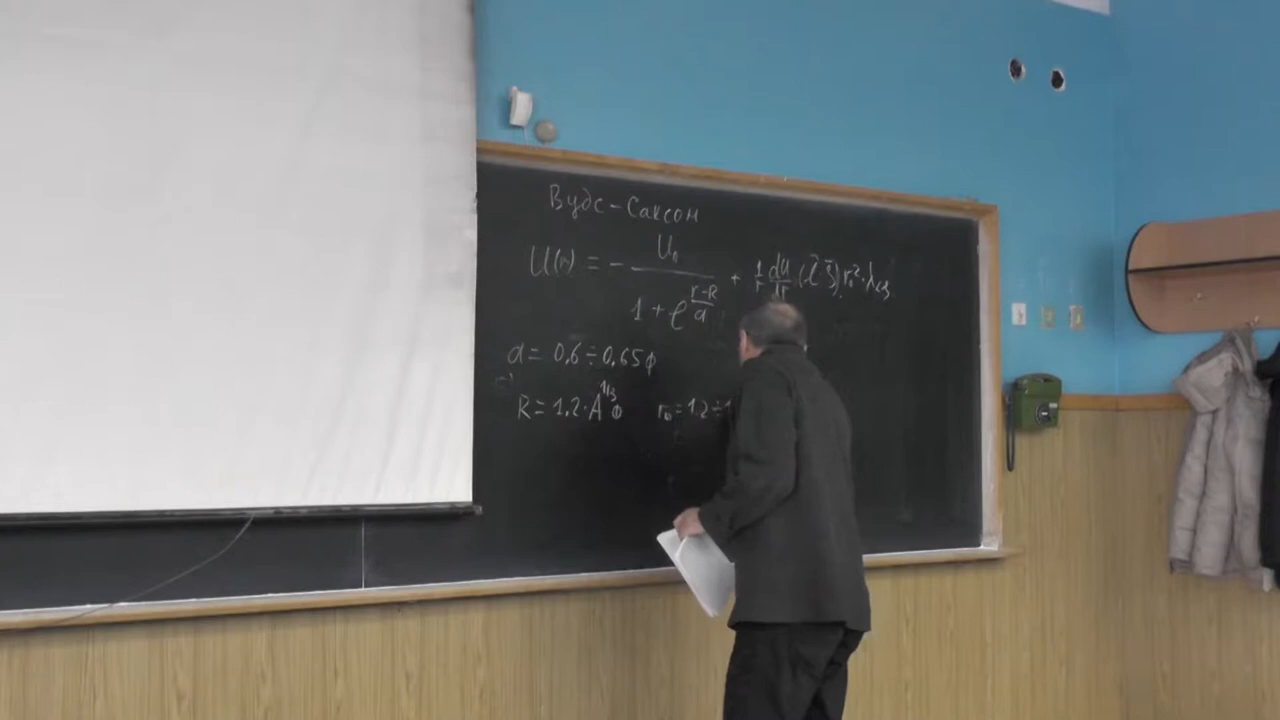 Вудс-Саксон
U(r) = - U₀ / (1 + e^((r-R)/a)) + (1/r) (dU/dr) (ℓ⃗ s⃗) r₀² · λ
a = 0,6 ÷ 0,65 ф
R = 1.2 · A^(1/3) ф r₀ = 1.2 ÷